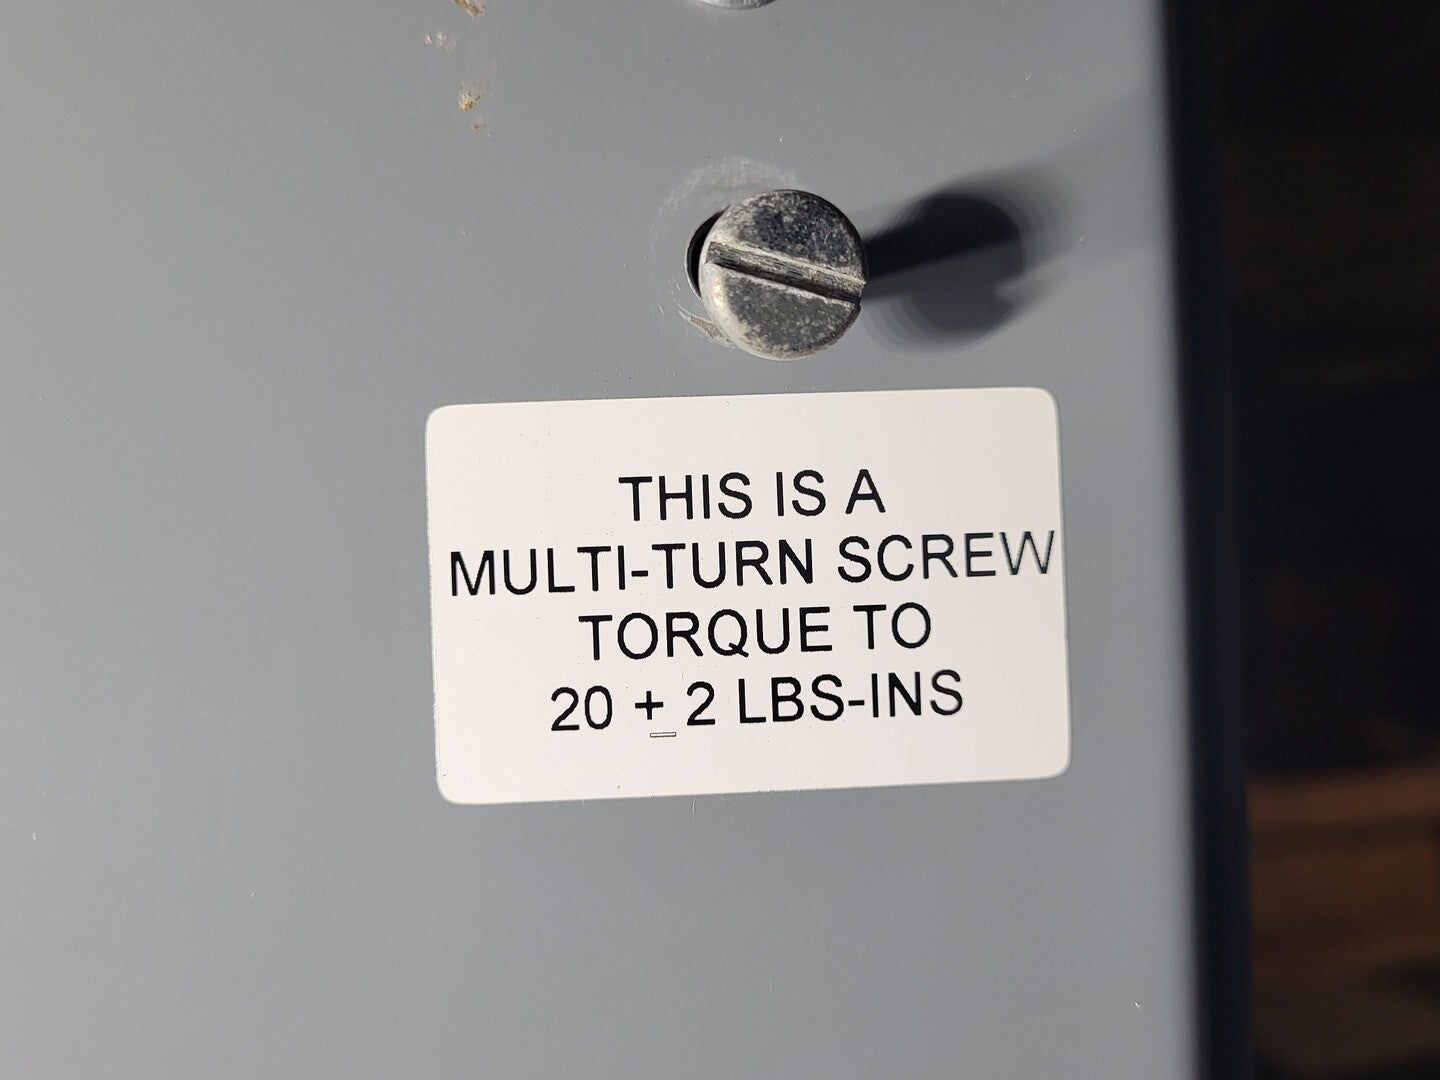 THIS IS A
MULTI-TURN SCREW
TORQUE TO
20 ± 2 LBS-INS